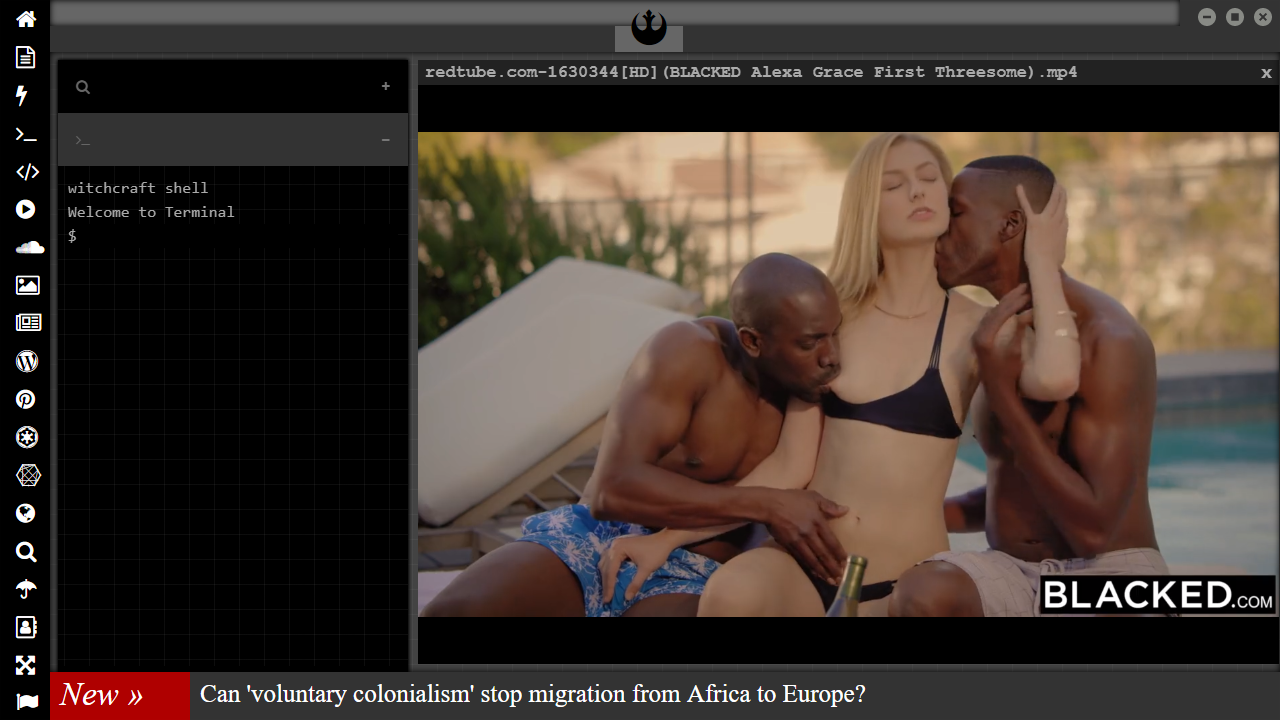 redtube.com-1630344[HD](BLACKED Alexa Grace First Threesome).mp4
x
+
>_
−
witchcraft shell
Welcome to Terminal
$
BLACKED.COM
New »
Can 'voluntary colonialism' stop migration from Africa to Europe?